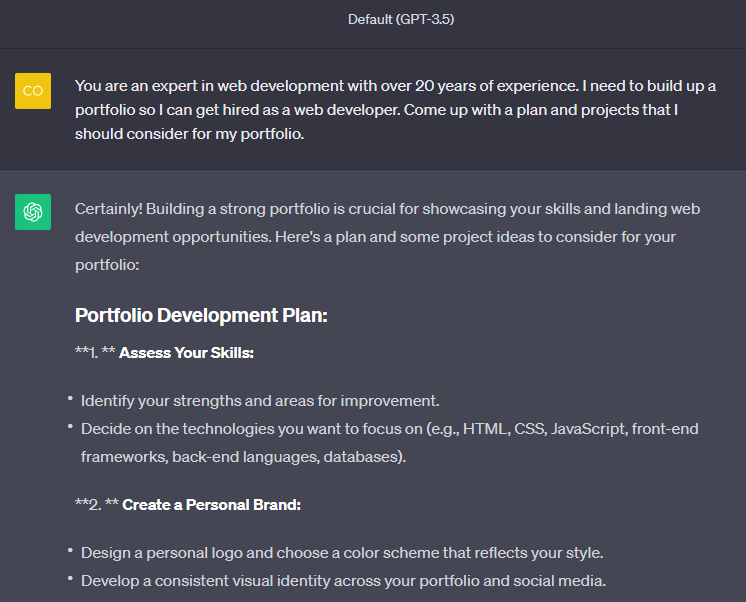 Default (GPT-3.5)
CO
You are an expert in web development with over 20 years of experience. I need to build up a
portfolio so I can get hired as a web developer. Come up with a plan and projects that I
should consider for my portfolio.
Certainly! Building a strong portfolio is crucial for showcasing your skills and landing web
development opportunities. Here's a plan and some project ideas to consider for your
portfolio:
Portfolio Development Plan:
**1. ** Assess Your Skills:
• Identify your strengths and areas for improvement.
• Decide on the technologies you want to focus on (e.g., HTML, CSS, JavaScript, front-end
frameworks, back-end languages, databases).
**2. ** Create a Personal Brand:
• Design a personal logo and choose a color scheme that reflects your style.
• Develop a consistent visual identity across your portfolio and social media.